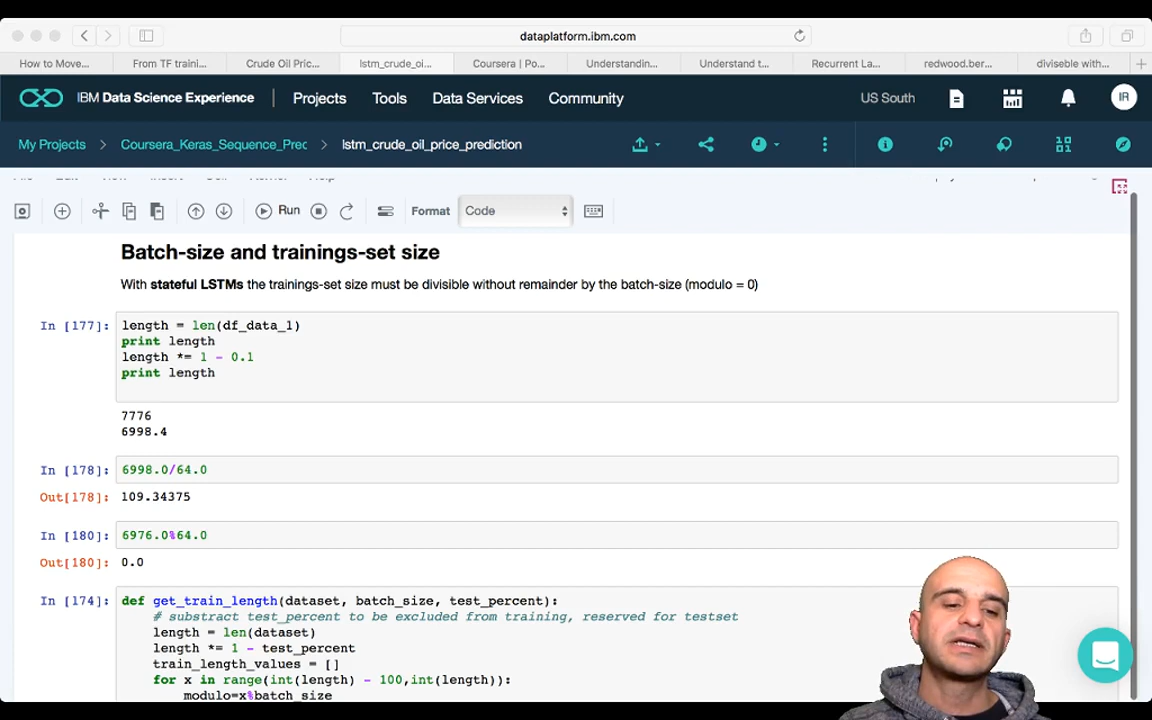 dataplatform.ibm.com
How to Move... From TF traini... Crude Oil Pric... lstm_crude_oi... Coursera | Po... Understandin... Understand t... Recurrent La... redwood.ber... diviseble with...
IBM Data Science Experience Projects Tools Data Services Community US South IR
My Projects Coursera_Keras_Sequence_Prec lstm_crude_oil_price_prediction
Run Format Code
Batch-size and trainings-set size
With stateful LSTMs the trainings-set size must be divisible without remainder by the batch-size (modulo = 0)
In [177]: length = len(df_data_1)
print length
length *= 1 - 0.1
print length
7776
6998.4
In [178]: 6998.0/64.0
Out[178]: 109.34375
In [180]: 6976.0%64.0
Out[180]: 0.0
In [174]: def get_train_length(dataset, batch_size, test_percent):
# substract test_percent to be excluded from training, reserved for testset
length = len(dataset)
length *= 1 - test_percent
train_length_values = []
for x in range(int(length) - 100,int(length)):
modulo=x%batch_size